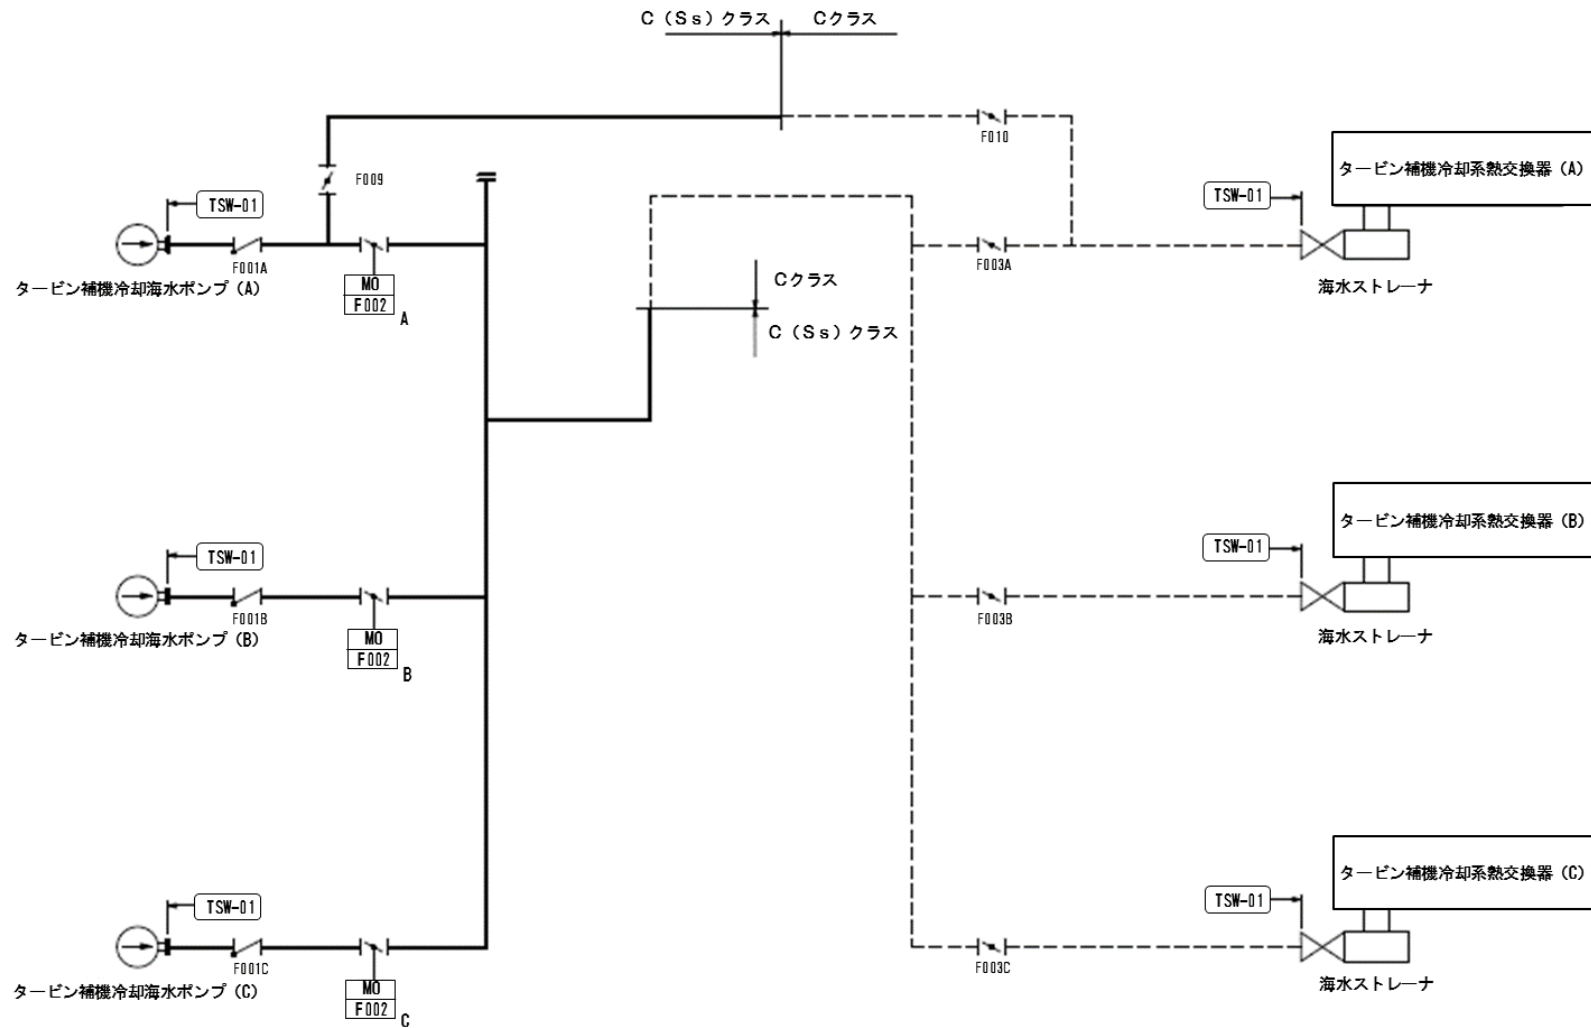 C（Ss）クラス Cクラス
F010
F009
TSW-01
F001A
タービン補機冷却海水ポンプ（A）
MO
F002
A
Cクラス
C（Ss）クラス
F003A
TSW-01
タービン補機冷却系熱交換器（A）
海水ストレーナ
TSW-01
F001B
タービン補機冷却海水ポンプ（B）
MO
F002
B
F003B
TSW-01
タービン補機冷却系熱交換器（B）
海水ストレーナ
TSW-01
F001C
タービン補機冷却海水ポンプ（C）
MO
F002
C
F003C
TSW-01
タービン補機冷却系熱交換器（C）
海水ストレーナ